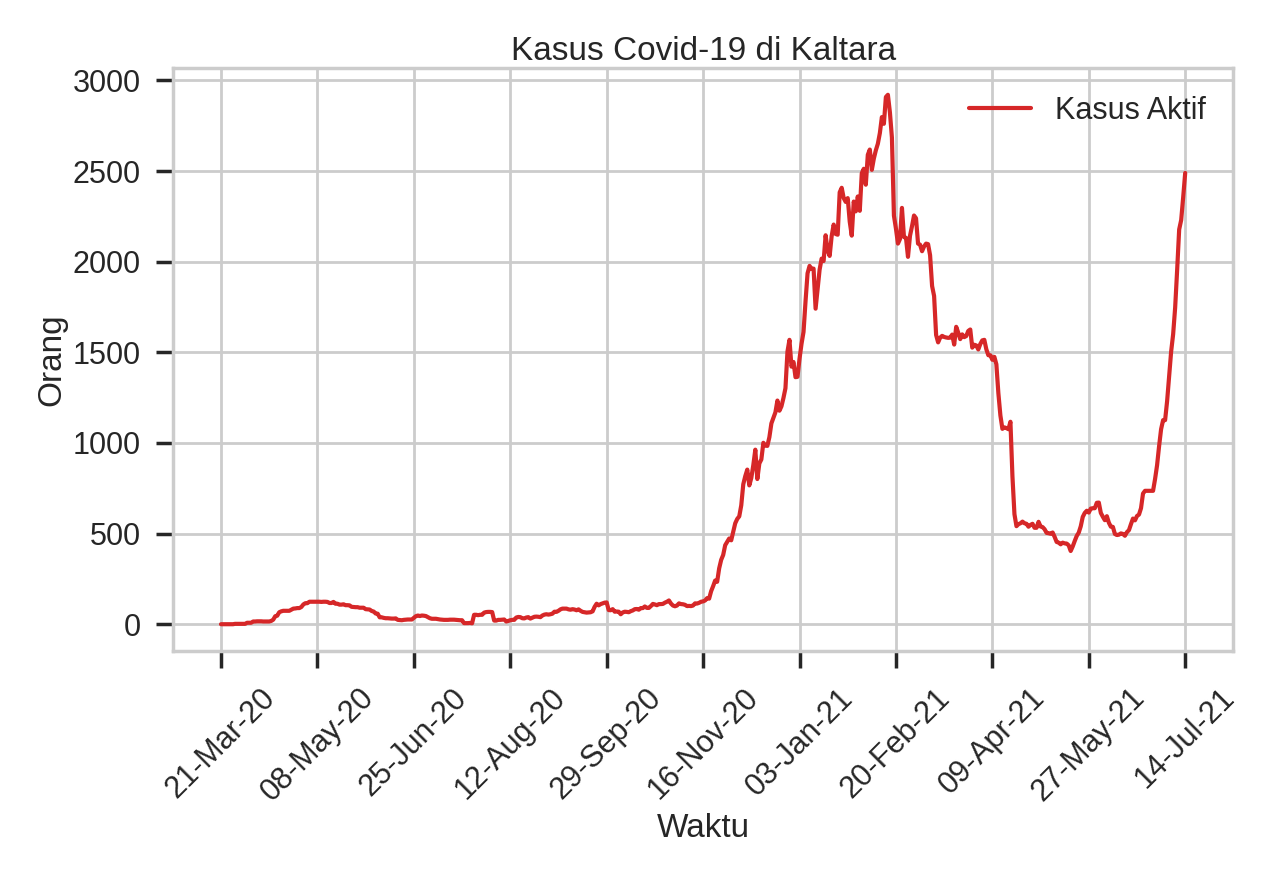 Kasus Covid-19 di Kaltara
Kasus Aktif
Orang
3000
2500
2000
1500
1000
500
0
21-Mar-20
08-May-20
25-Jun-20
12-Aug-20
29-Sep-20
16-Nov-20
03-Jan-21
20-Feb-21
09-Apr-21
27-May-21
14-Jul-21
Waktu